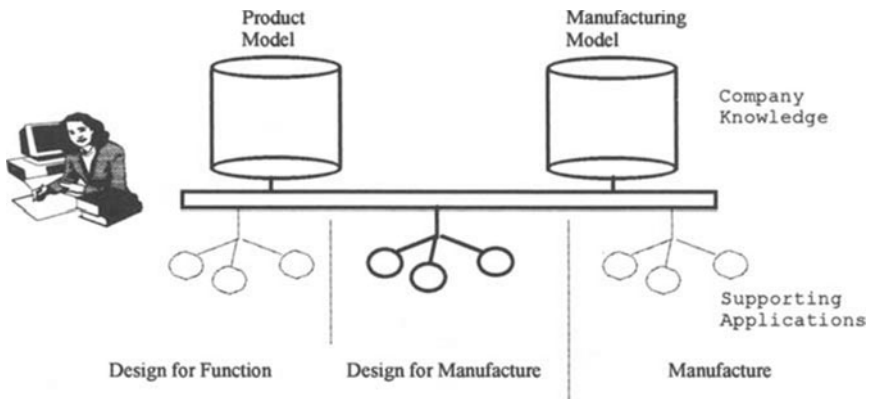 Product
Model
Manufacturing
Model
Company
Knowledge
Supporting
Applications
Design for Function
Design for Manufacture
Manufacture